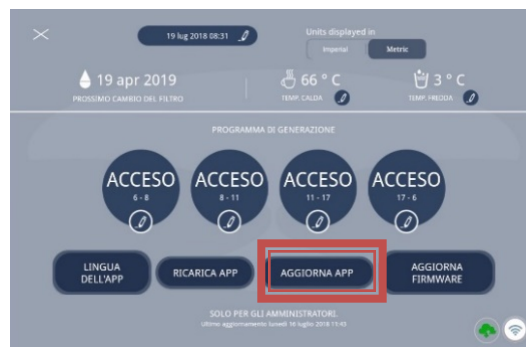 19 lug 2018 08:31
Units displayed in
Imperial Metric
19 apr 2019
PROSSIMO CAMBIO DEL FILTRO
66 ° C
TEMP. CALDA
3 ° C
TEMP. FREDDA
PROGRAMMA DI GENERAZIONE
ACCESO
6 - 8
ACCESO
8 - 11
ACCESO
11 - 17
ACCESO
17 - 6
LINGUA
DELL'APP
RICARICA APP
AGGIORNA APP
AGGIORNA
FIRMWARE
SOLO PER GLI AMMINISTRATORI.
Ultimo aggiornamento lunedì 16 luglio 2018 11:43